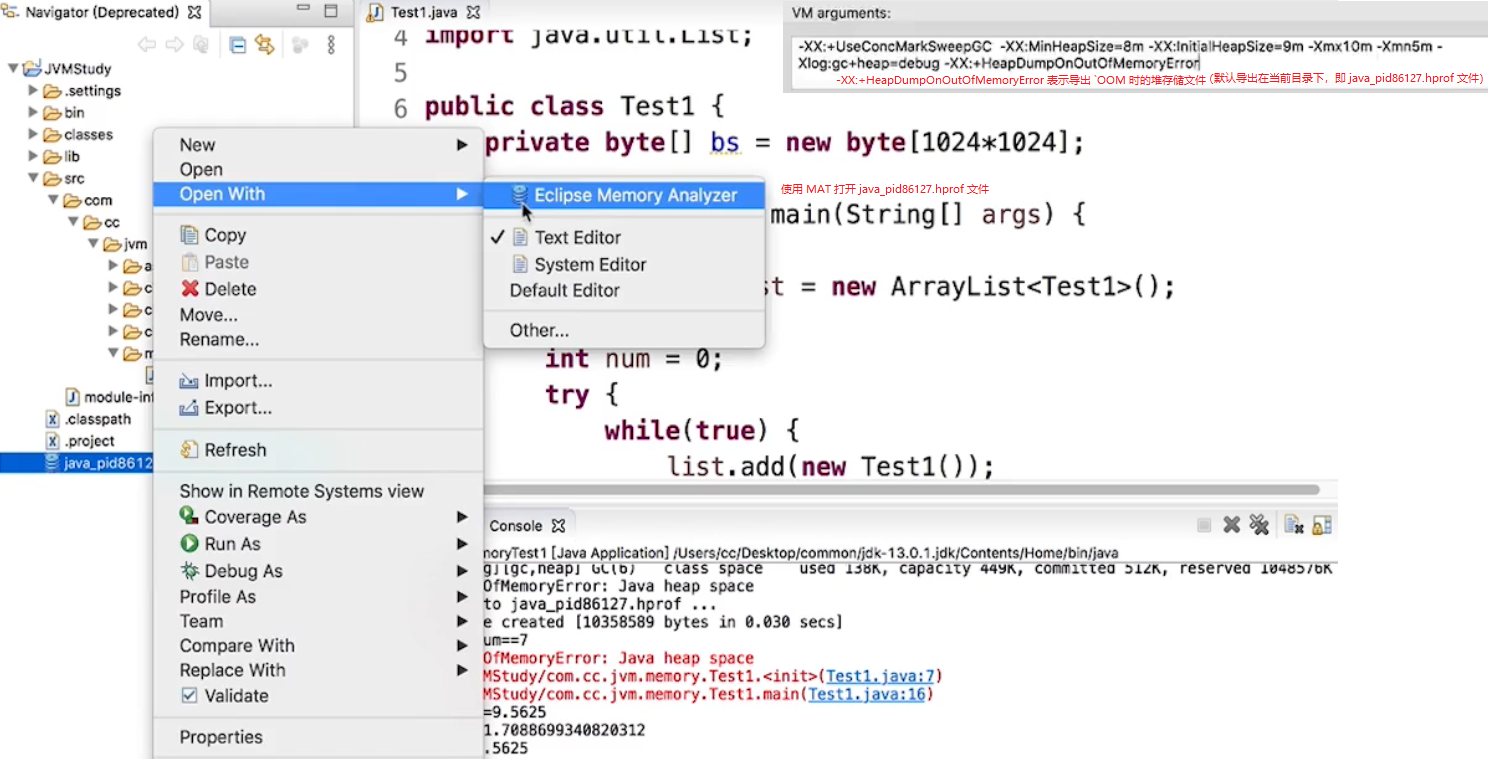 Navigator (Deprecated)
JVMStudy
.settings
bin
classes
lib
src
com
cc
jvm
a
c
c
c
m
module-inf
.classpath
.project
java_pid8612
New
Open
Open With
Copy
Paste
Delete
Move...
Rename...
Import...
Export...
Refresh
Show in Remote Systems view
Coverage As
Run As
Debug As
Profile As
Team
Compare With
Replace With
Validate
Properties
Eclipse Memory Analyzer
Text Editor
System Editor
Default Editor
Other...
Test1.java
4 import java.util.List;
5
6 public class Test1 {
private byte[] bs = new byte[1024*1024];
main(String[] args) {
st = new ArrayList<Test1>();
int num = 0;
try {
while(true) {
list.add(new Test1());
VM arguments:
-XX:+UseConcMarkSweepGC -XX:MinHeapSize=8m -XX:InitialHeapSize=9m -Xmx10m -Xmn5m -
Xlog:gc+heap=debug -XX:+HeapDumpOnOutOfMemoryError
-XX:+HeapDumpOnOutOfMemoryError 表示导出 `OOM 时的堆存储文件 (默认导出在当前目录下，即 java_pid86127.hprof 文件)
使用 MAT 打开 java_pid86127.hprof 文件
Console
moryTest1 [Java Application] /Users/cc/Desktop/common/jdk-13.0.1.jdk/Contents/Home/bin/java
g][gc,heap] GC(6) class space used 138K, capacity 449K, committed 512K, reserved 1048576K
OfMemoryError: Java heap space
to java_pid86127.hprof ...
e created [10358589 bytes in 0.030 secs]
um==7
OfMemoryError: Java heap space
MStudy/com.cc.jvm.memory.Test1.<init>(Test1.java:7)
MStudy/com.cc.jvm.memory.Test1.main(Test1.java:16)
=9.5625
1.7088699340820312
.5625